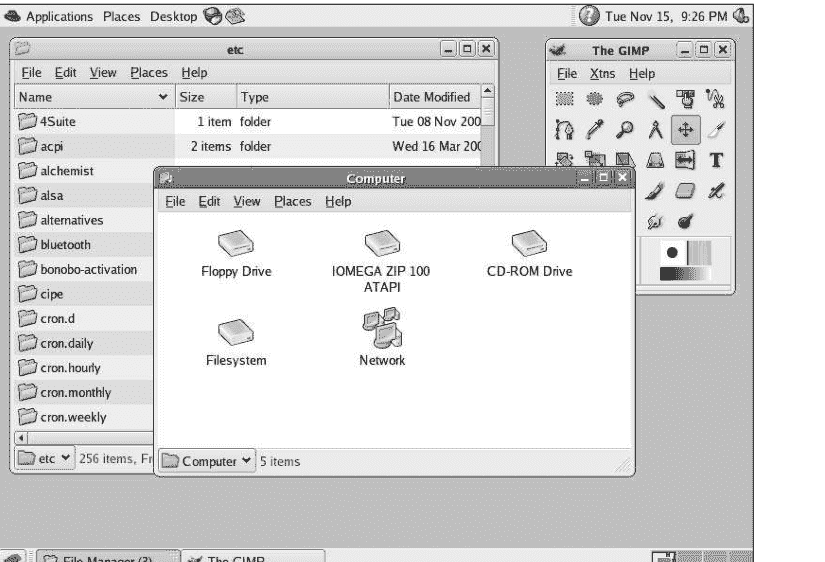 Applications Places Desktop
Tue Nov 15, 9:26 PM
etc
File Edit View Places Help
Name Size Type Date Modified
4Suite 1 item folder Tue 08 Nov 200
acpi 2 items folder Wed 16 Mar 200
alchemist
alsa
alternatives
bluetooth
bonobo-activation
cipe
cron.d
cron.daily
cron.hourly
cron.monthly
cron.weekly
etc 256 items, Fr
The GIMP
File Xtns Help
T
Computer
File Edit View Places Help
Floppy Drive
IOMEGA ZIP 100
ATAPI
CD-ROM Drive
Filesystem
Network
Computer 5 items
File Manager (3)
The GIMP